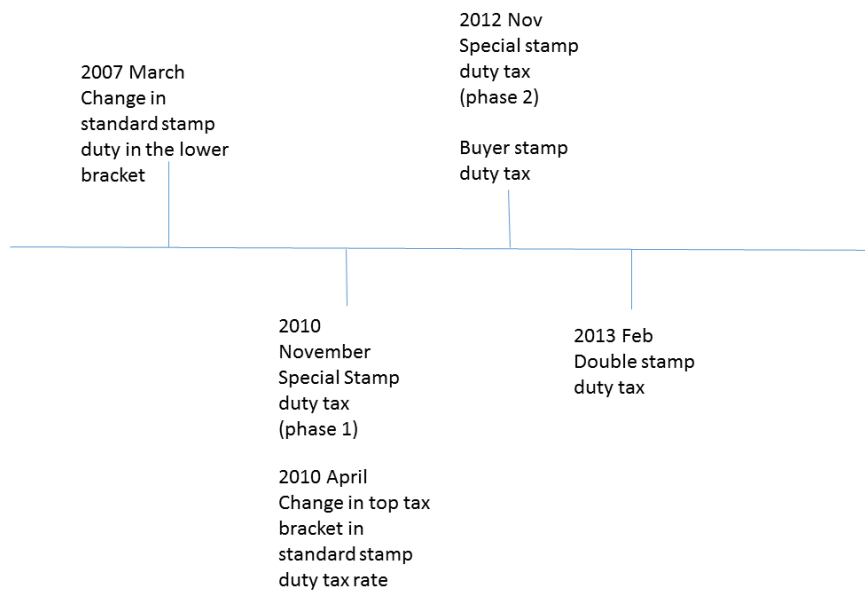 2007 March
Change in
standard stamp
duty in the lower
bracket
2012 Nov
Special stamp
duty tax
(phase 2)
Buyer stamp
duty tax
2010
November
Special Stamp
duty tax
(phase 1)
2010 April
Change in top tax
bracket in
standard stamp
duty tax rate
2013 Feb
Double stamp
duty tax